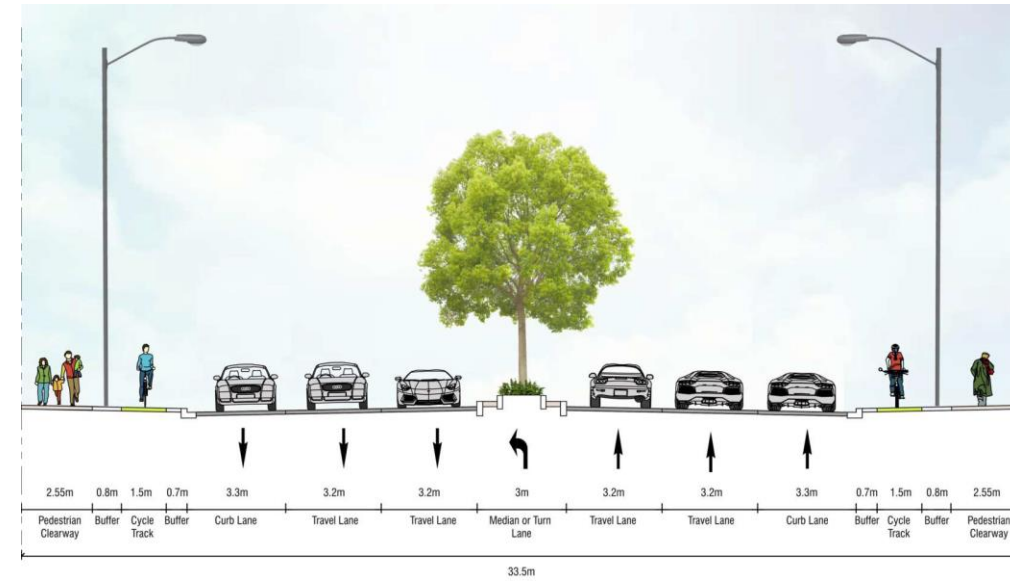 2.55m 0.8m 1.5m 0.7m 3.3m 3.2m 3.2m 3m 3.2m 3.2m 3.3m 0.7m 1.5m 0.8m 2.55m
Pedestrian Buffer Cycle Buffer Curb Lane Travel Lane Travel Lane Median or Turn Travel Lane Travel Lane Curb Lane Buffer Cycle Buffer Pedestrian
Clearway Track Lane Track Clearway
33.5m